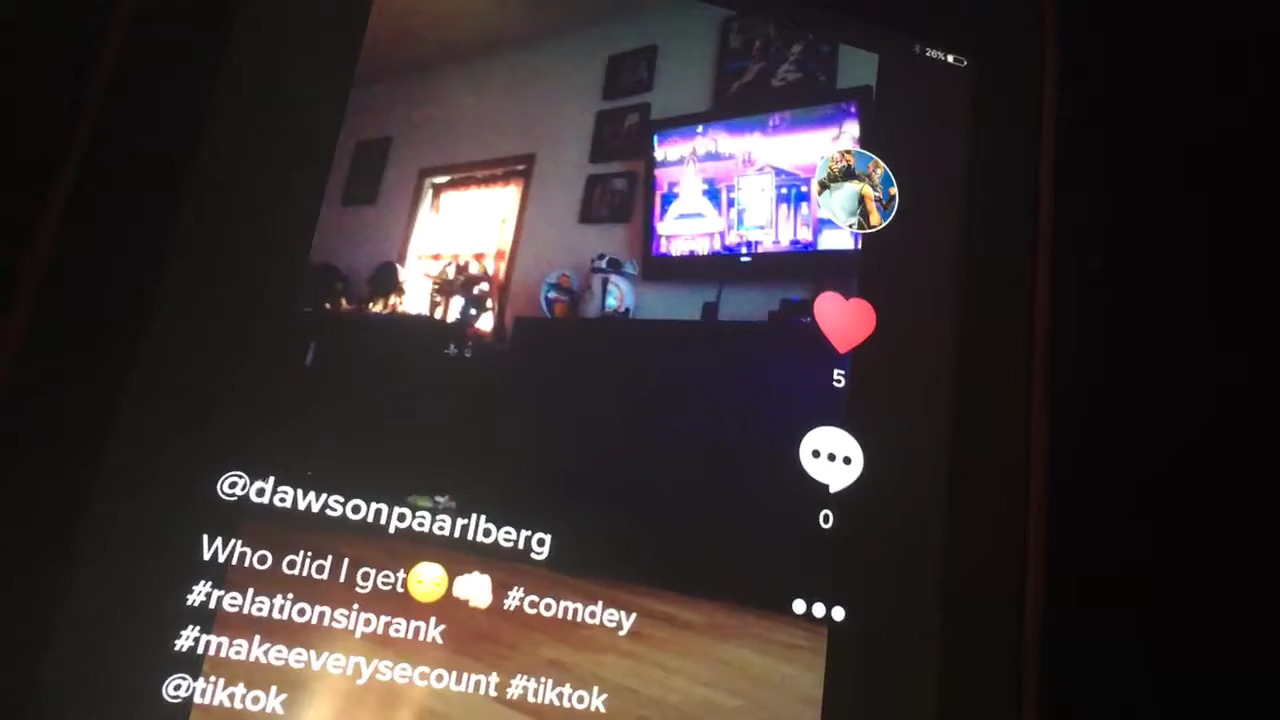 26%
5
0
@dawsonpaarlberg
Who did I get😔👊🏻 #comdey
#relationsiprank
#makeeverysecount #tiktok
@tiktok